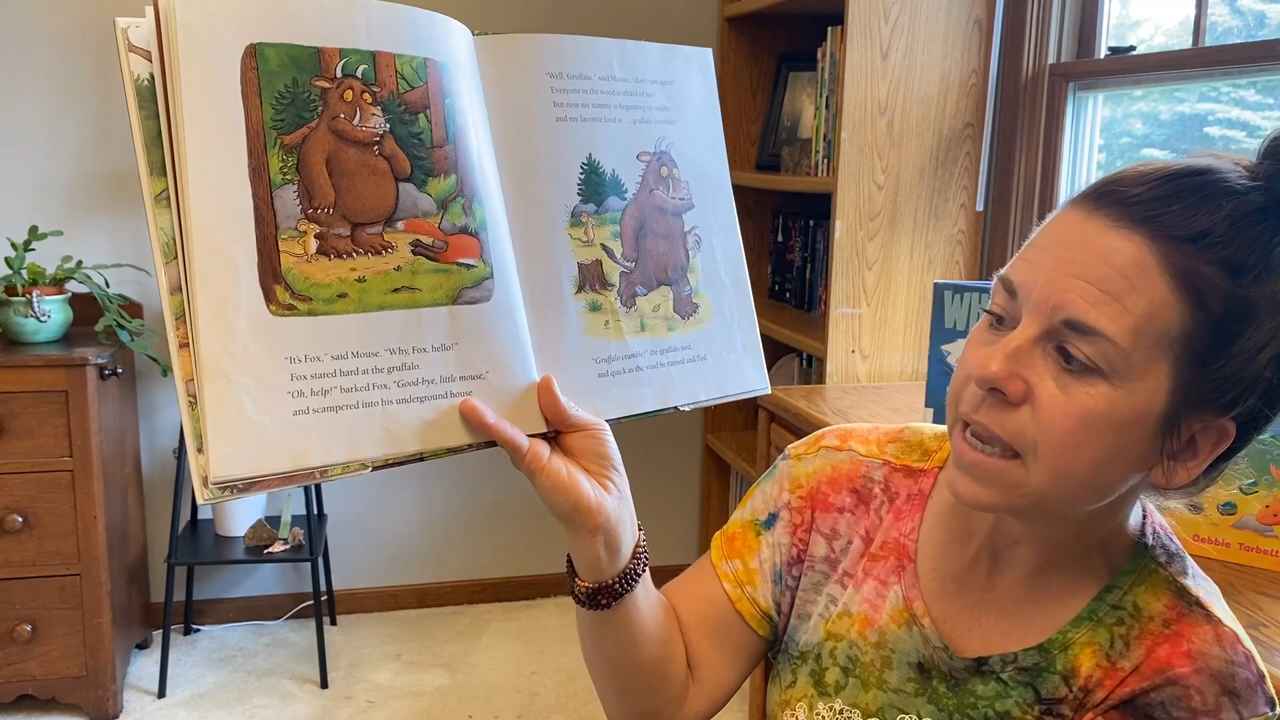 "It's Fox," said Mouse. "Why, Fox, hello!"
Fox stared hard at the gruffalo.
"Oh, help!" barked Fox, "Good-bye, little mouse,"
and scampered into his underground house.
"Well, Gruffalo," said Mouse, "don't you agree?
Everyone in the wood is afraid of me!
But now my tummy is beginning to rumble
and my favorite food is . . . gruffalo crumble!"
"Gruffalo crumble!" the gruffalo said,
and quick as the wind he turned and fled.
WH
Debbie Tarbett